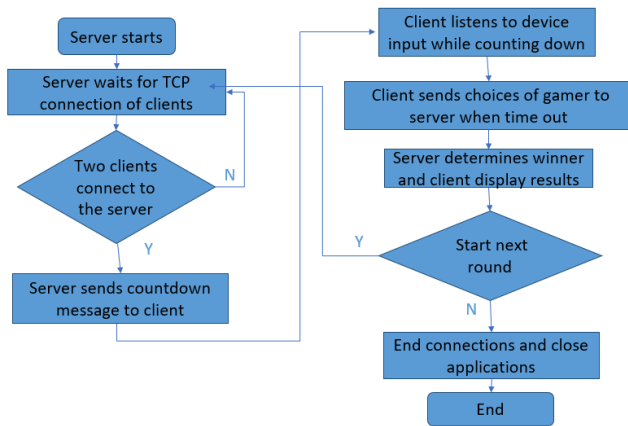 Server starts
Server waits for TCP
connection of clients
Two clients
connect to
the server
N
Y
Server sends countdown
message to client
Client listens to device
input while counting down
Client sends choices of gamer to
server when time out
Server determines winner
and client display results
Start next
round
Y
N
End connections and close
applications
End